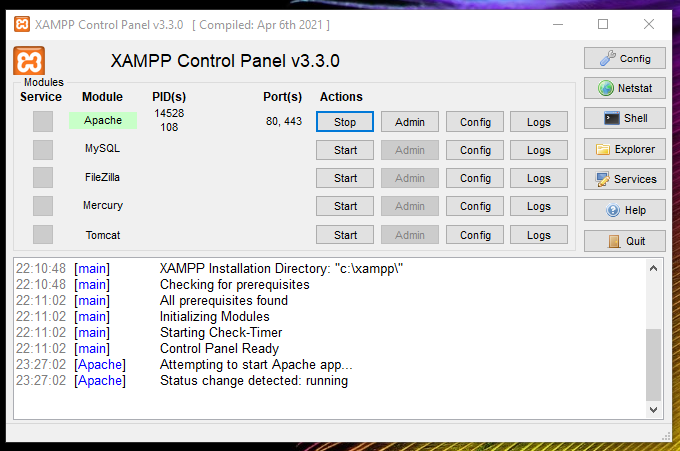 XAMPP Control Panel v3.3.0 [ Compiled: Apr 6th 2021 ]
XAMPP Control Panel v3.3.0
Config
Netstat
Shell
Explorer
Services
Help
Quit
Modules
Service Module PID(s) Port(s) Actions
Apache 14528 108 80, 443 Stop Admin Config Logs
MySQL Start Admin Config Logs
FileZilla Start Admin Config Logs
Mercury Start Admin Config Logs
Tomcat Start Admin Config Logs
22:10:48 [main] XAMPP Installation Directory: "c:\xampp\"
22:10:48 [main] Checking for prerequisites
22:11:02 [main] All prerequisites found
22:11:02 [main] Initializing Modules
22:11:02 [main] Starting Check-Timer
22:11:02 [main] Control Panel Ready
23:27:02 [Apache] Attempting to start Apache app...
23:27:02 [Apache] Status change detected: running